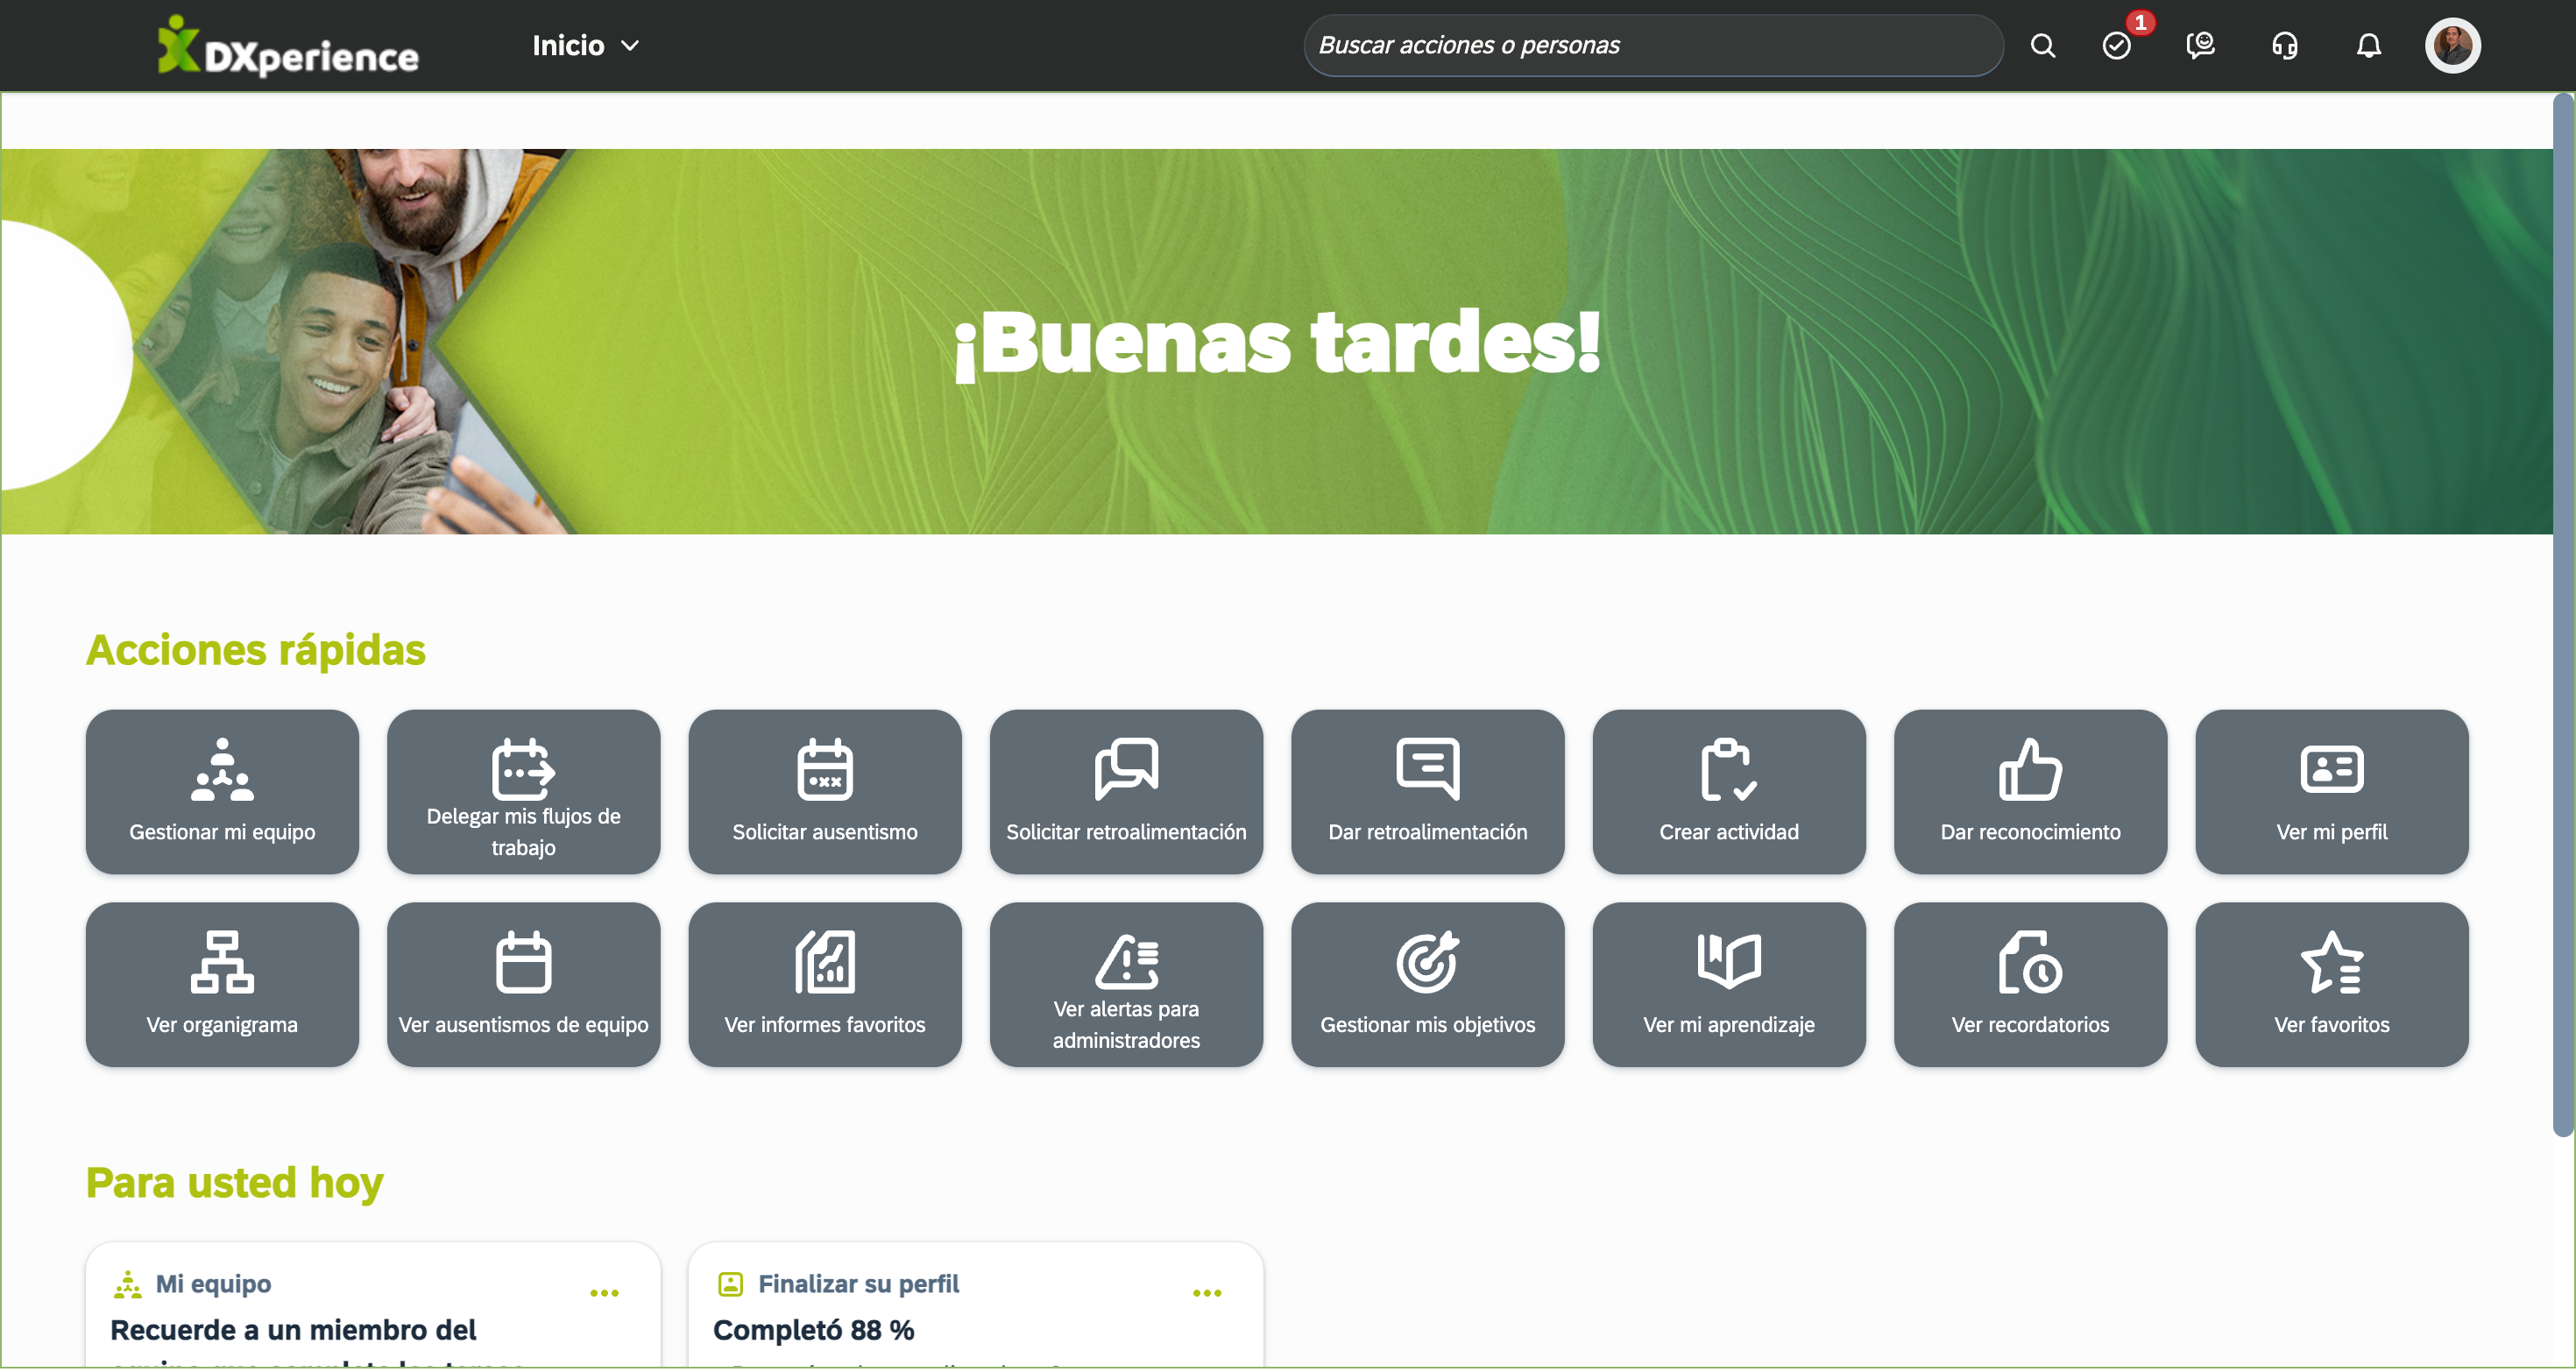 DXperience
Inicio
Buscar acciones o personas
1
¡Buenas tardes!
Acciones rápidas
Gestionar mi equipo
Delegar mis flujos de
trabajo
Solicitar ausentismo
Solicitar retroalimentación
Dar retroalimentación
Crear actividad
Dar reconocimiento
Ver mi perfil
Ver organigrama
Ver ausentismos de equipo
Ver informes favoritos
Ver alertas para
administradores
Gestionar mis objetivos
Ver mi aprendizaje
Ver recordatorios
Ver favoritos
Para usted hoy
Mi equipo
Recuerde a un miembro del
Finalizar su perfil
Completó 88 %